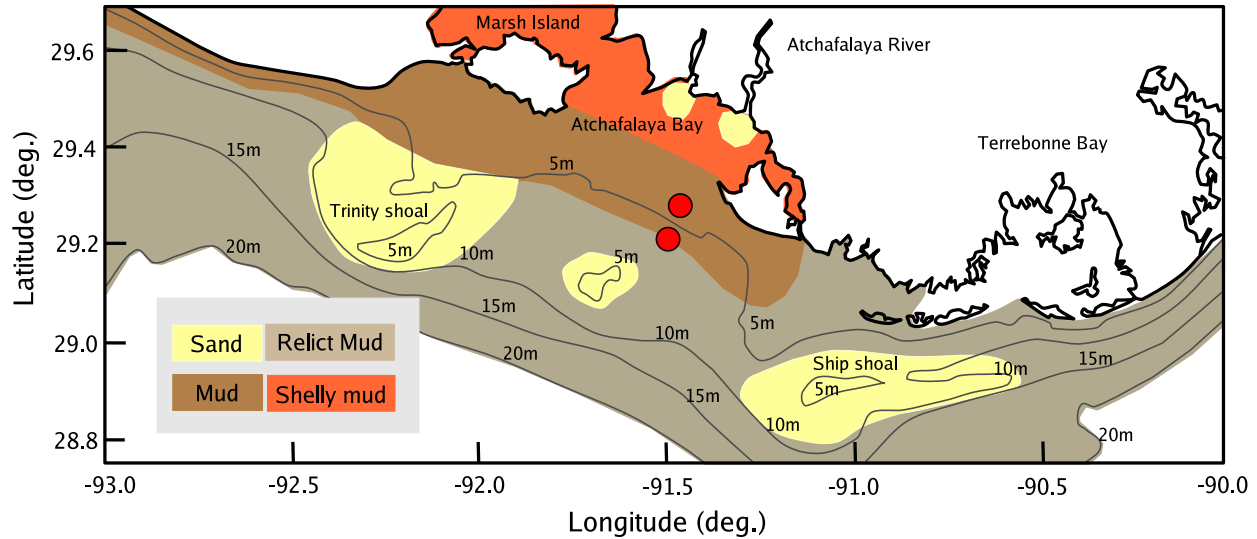 Marsh Island
Atchafalaya River
29.6
Latitude (deg.)
Atchafalaya Bay
15m
5m
Terrebonne Bay
29.4
Trinity shoal
5m
10m
5m
20m
29.2
15m
5m
10m
29.0
20m
Ship shoal
15m
10m
5m
15m
10m
20m
28.8
Sand
Relict Mud
Mud
Shelly mud
-93.0
-92.5
-92.0
-91.5
-91.0
-90.5
-90.0
Longitude (deg.)